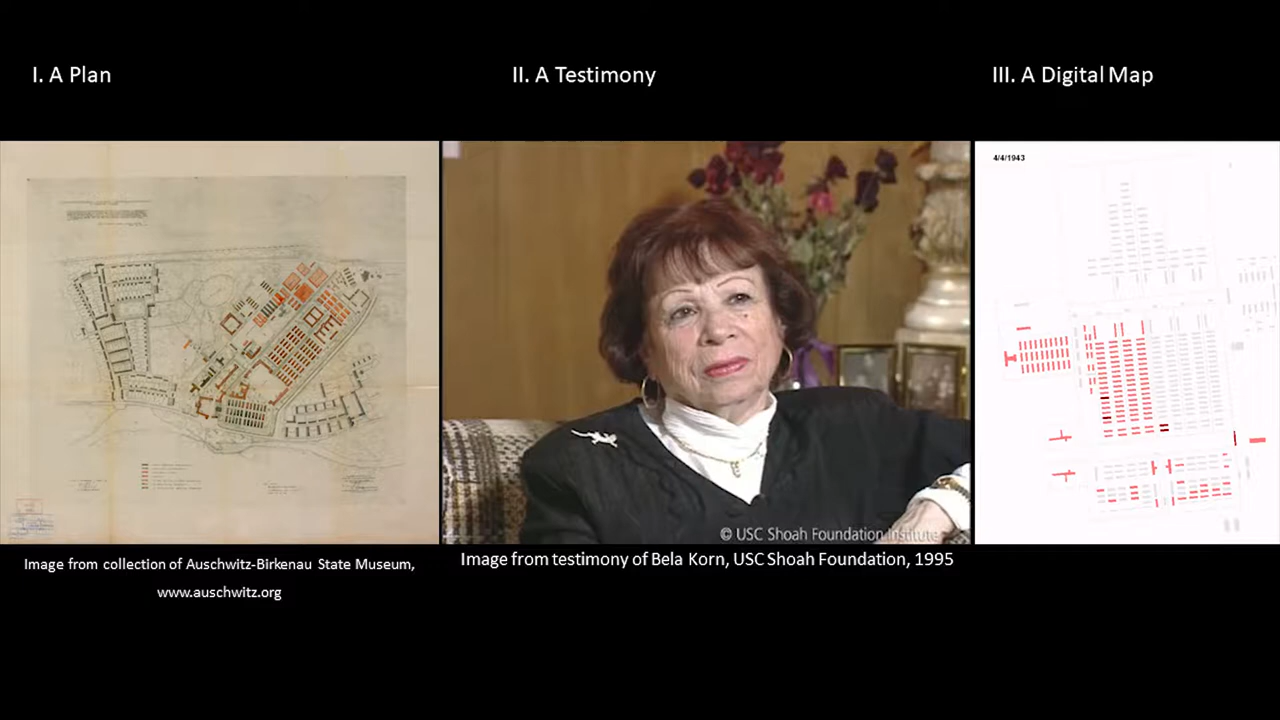 I. A Plan
II. A Testimony
III. A Digital Map
4/4/1943
© USC Shoah Foundation Institute
Image from collection of Auschwitz-Birkenau State Museum,
www.auschwitz.org
Image from testimony of Bela Korn, USC Shoah Foundation, 1995